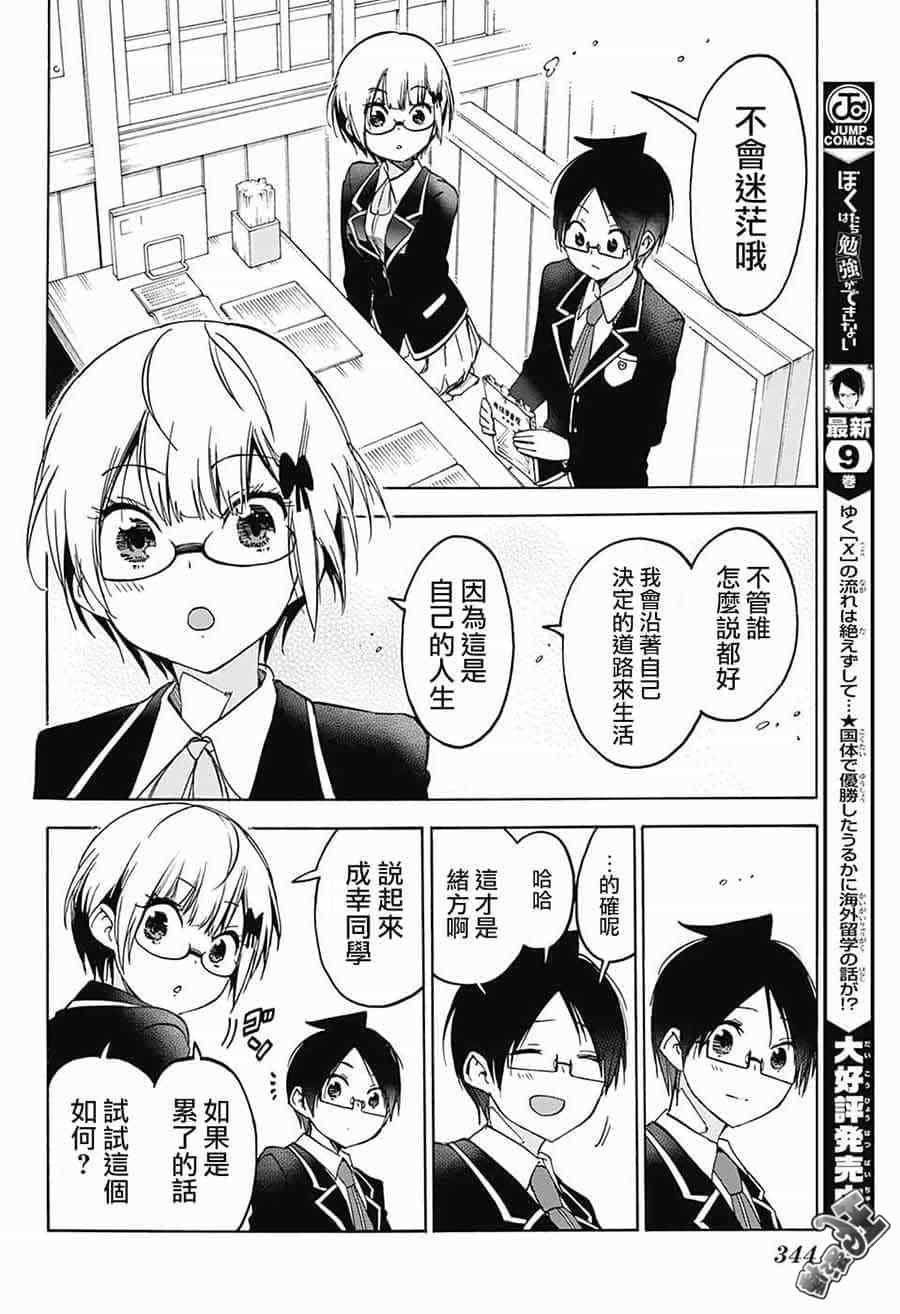 不會迷茫哦
不管誰
怎麼説都好
我會沿著自己
決定的道路來生活
因為這是
自己的人生
…的確呢
哈哈
這才是
緒方啊
説起來
成幸同學
ゴン
如果是
累了的話
試試這個
如何？
JUMP
COMICS
ぼくたちは勉強ができない
最新
9
巻
ゆく[x]の流れは絶えずして…★国体で優勝したうるかに海外留学の話が!?
大好評発売中
344